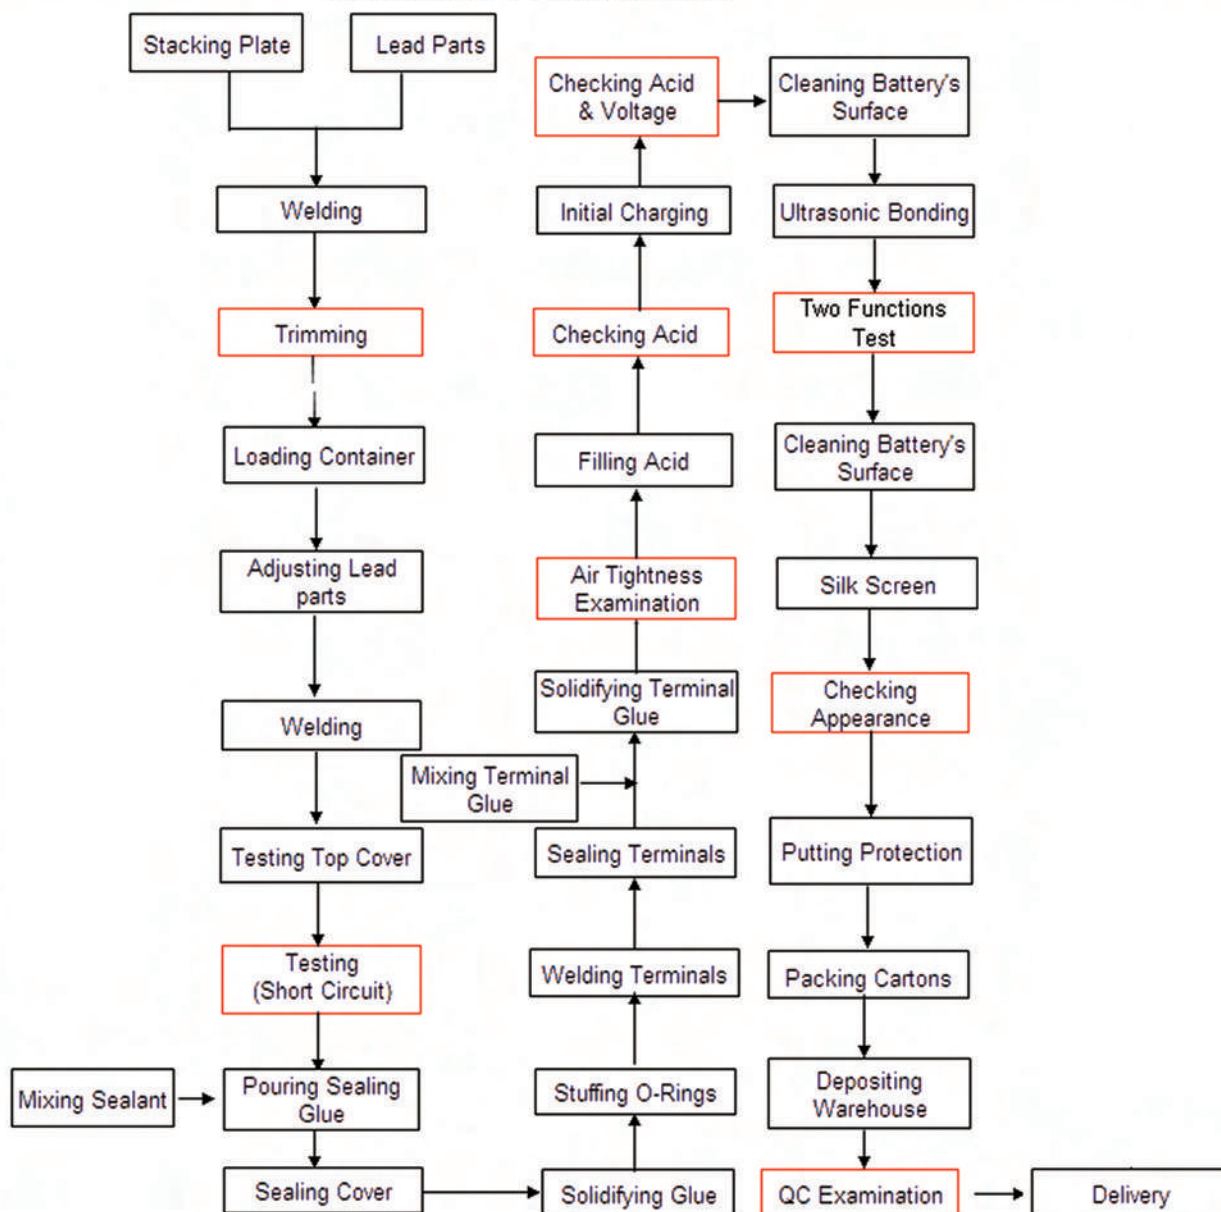 Stacking Plate
Lead Parts
Welding
Trimming
Loading Container
Adjusting Lead
parts
Welding
Testing Top Cover
Testing
(Short Circuit)
Mixing Sealant
Pouring Sealing
Glue
Sealing Cover
Solidifying Glue
Stuffing O-Rings
Welding Terminals
Sealing Terminals
Mixing Terminal
Glue
Solidifying Terminal
Glue
Air Tightness
Examination
Filling Acid
Checking Acid
Initial Charging
Checking Acid
& Voltage
Cleaning Battery's
Surface
Ultrasonic Bonding
Two Functions
Test
Cleaning Battery's
Surface
Silk Screen
Checking
Appearance
Putting Protection
Packing Cartons
Depositing
Warehouse
QC Examination
Delivery